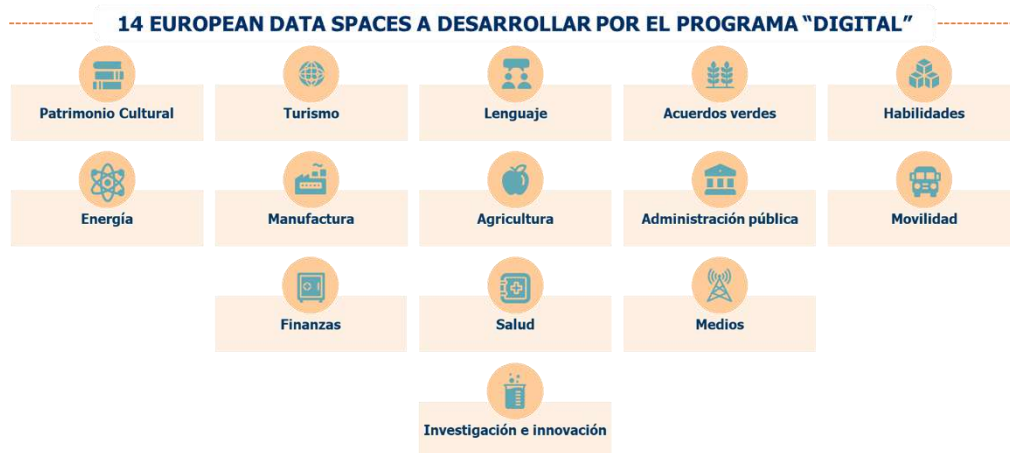 14 EUROPEAN DATA SPACES A DESARROLLAR POR EL PROGRAMA “DIGITAL”
Patrimonio Cultural
Turismo
Lenguaje
Acuerdos verdes
Habilidades
Energía
Manufactura
Agricultura
Administración pública
Movilidad
Finanzas
Salud
Medios
Investigación e innovación